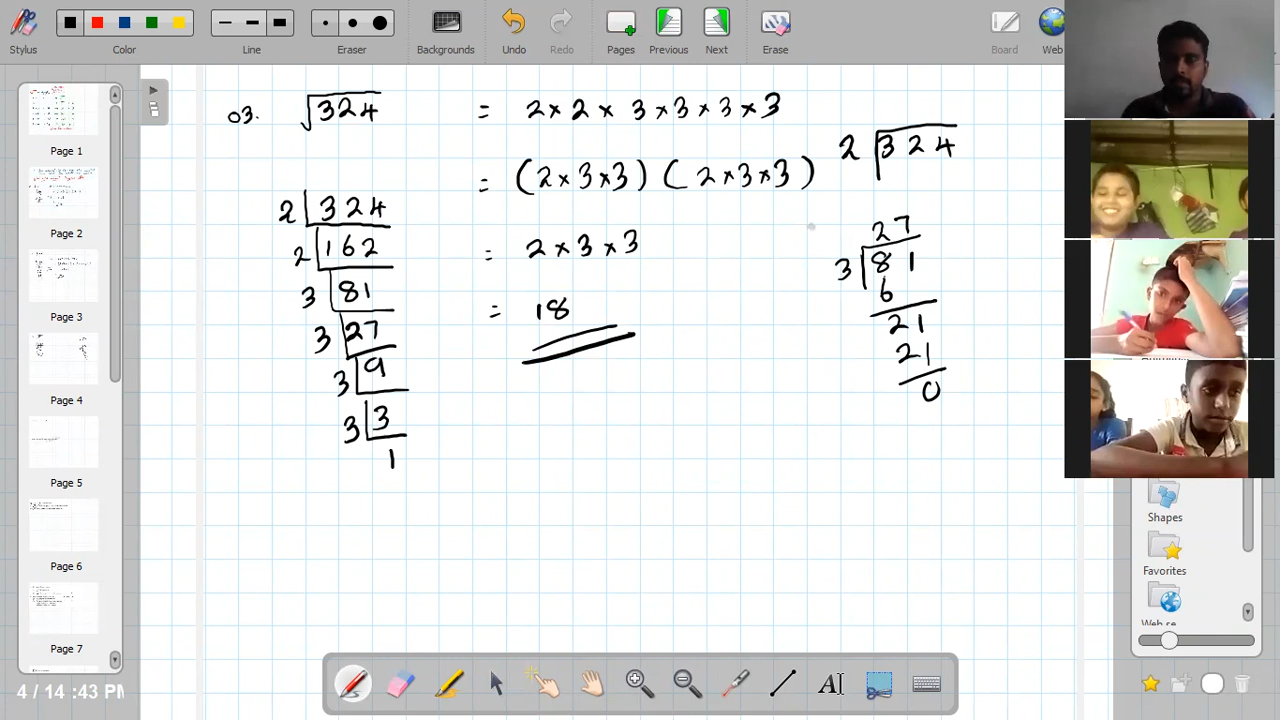 Stylus
Color
Line
Eraser
Backgrounds
Undo
Redo
Pages
Previous
Next
Erase
Board
Web
Page 1
Page 2
Page 3
Page 4
Page 5
Page 6
Page 7
03. √324 = 2 × 2 × 3 × 3 × 3 × 3
= (2 × 3 × 3) (2 × 3 × 3)
= 2 × 3 × 3
= 18
2 324
2 162
3 81
3 27
3 9
3 3
1
2 324
27
3 81
6
21
21
0
Shapes
Favorites
Web se
4 / 14 :43 PM